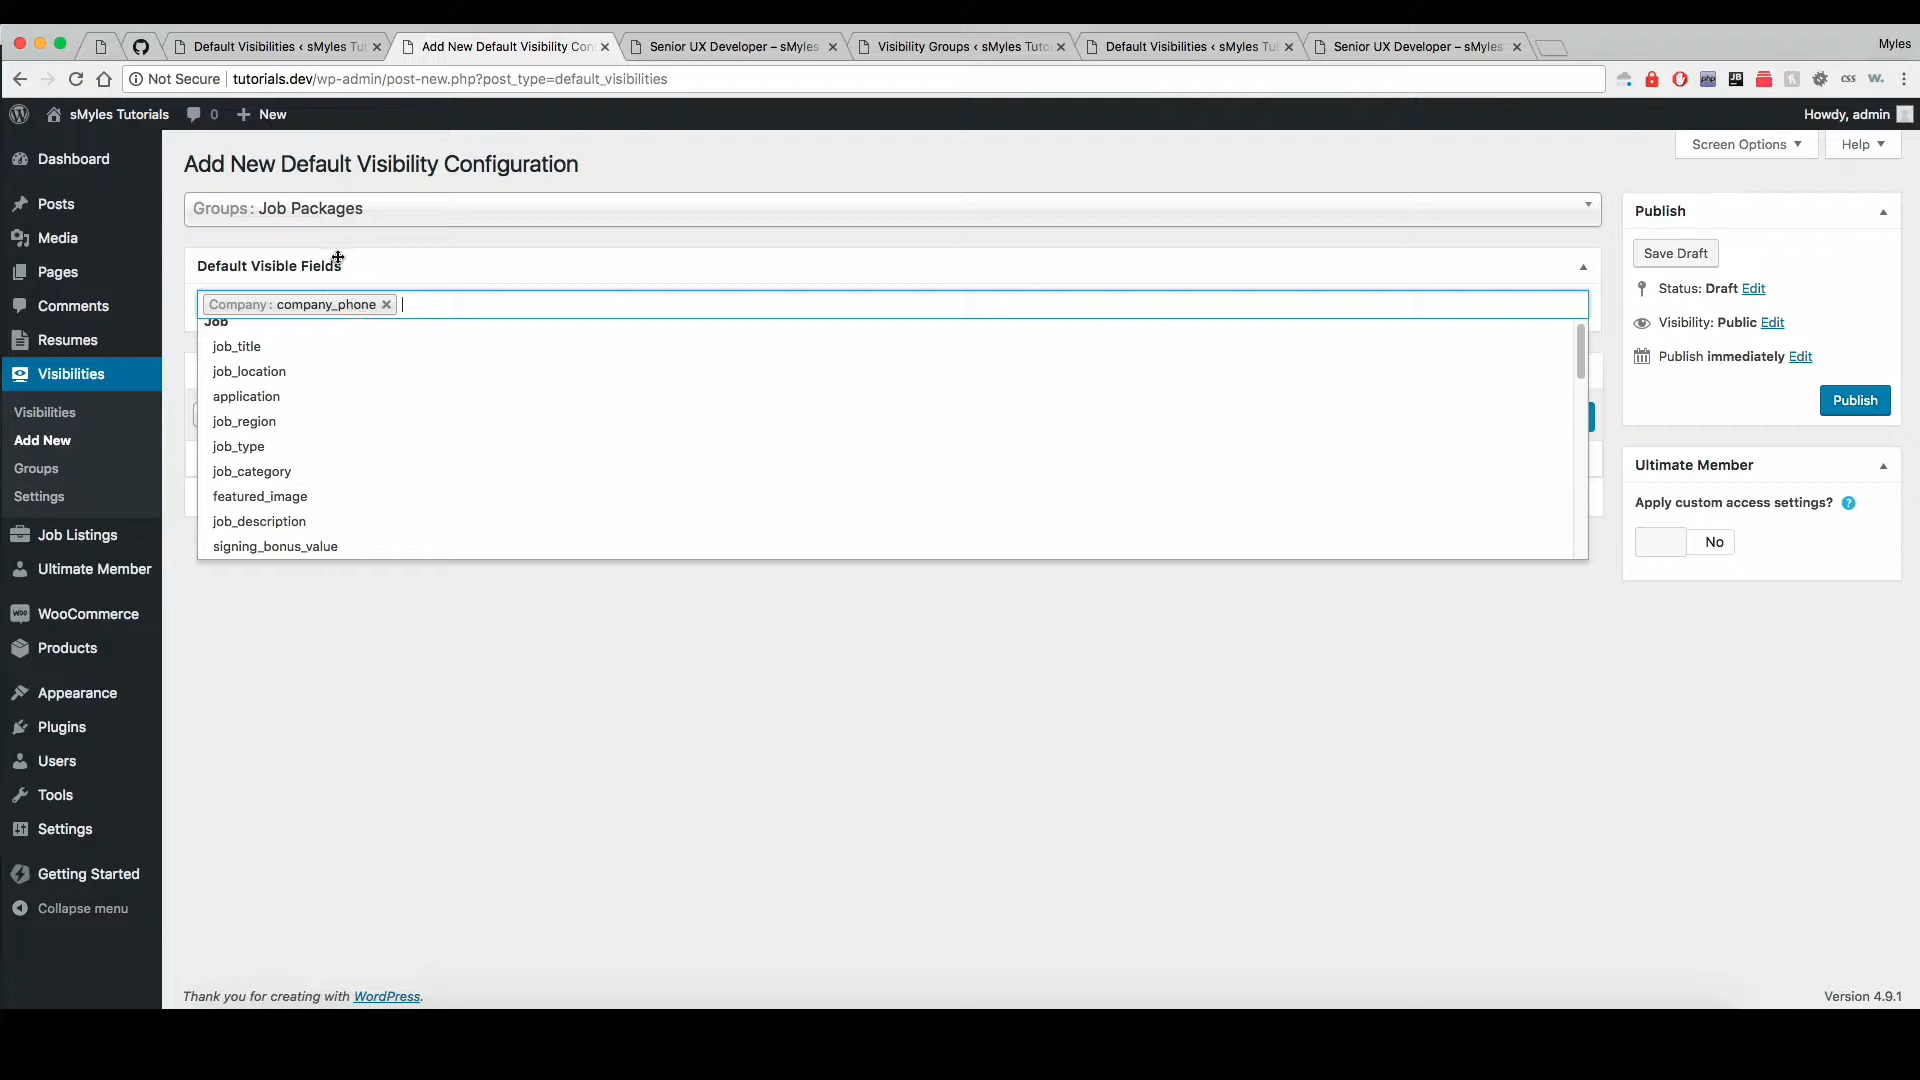 Default Visibilities ‹ sMyles Tut
Add New Default Visibility Con
Senior UX Developer – sMyles
Visibility Groups ‹ sMyles Tuto
Default Visibilities ‹ sMyles Tut
Senior UX Developer – sMyles
Myles
Not Secure
tutorials.dev/wp-admin/post-new.php?post_type=default_visibilities
php
JB
css
w.
sMyles Tutorials
0
New
Howdy, admin
Screen Options
Help
Dashboard
Posts
Media
Pages
Comments
Resumes
Visibilities
Visibilities
Add New
Groups
Settings
Job Listings
Ultimate Member
WooCommerce
Products
Appearance
Plugins
Users
Tools
Settings
Getting Started
Collapse menu
Add New Default Visibility Configuration
Groups: Job Packages
Default Visible Fields
Company: company_phone
Job
job_title
job_location
application
job_region
job_type
job_category
featured_image
job_description
signing_bonus_value
Publish
Save Draft
Status: Draft Edit
Visibility: Public Edit
Publish immediately Edit
Publish
Ultimate Member
Apply custom access settings? ?
No
Thank you for creating with WordPress.
Version 4.9.1